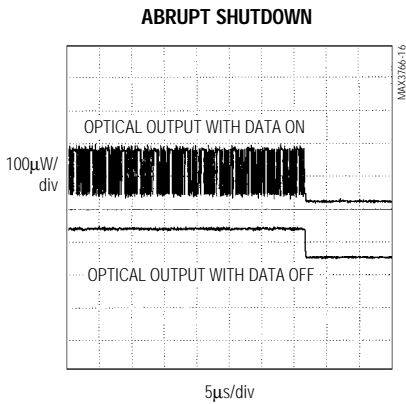 ABRUPT SHUTDOWN
MAX3766-16
OPTICAL OUTPUT WITH DATA ON
100μW/
div
OPTICAL OUTPUT WITH DATA OFF
5μs/div